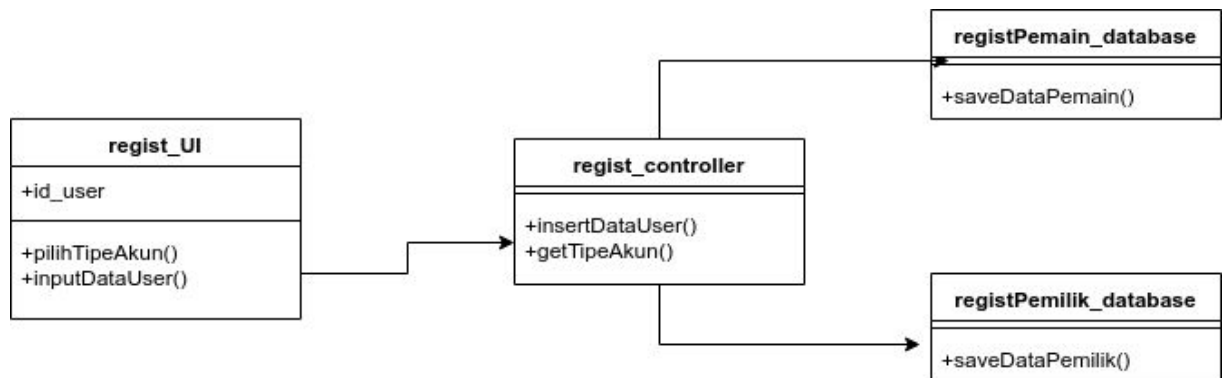 regist_UI
+id_user
+pilihTipeAkun()
+inputDataUser()
regist_controller
+insertDataUser()
+getTipeAkun()
registPemain_database
+saveDataPemain()
registPemilik_database
+saveDataPemilik()